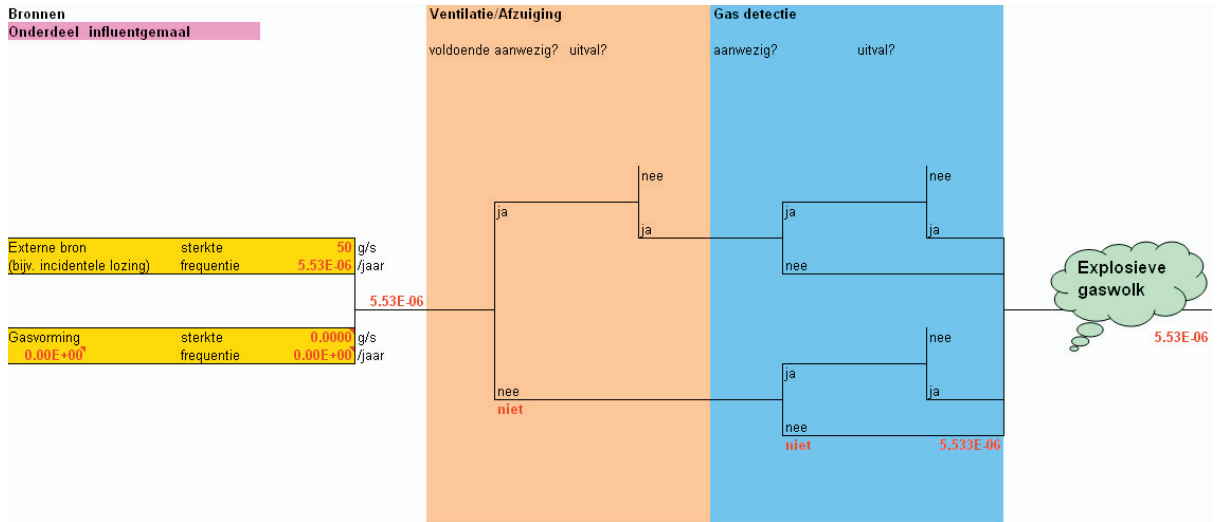 Bronnen
Onderdeel influentgemaal
Ventilatie/Afzuiging
voldoende aanwezig? uitval?
Gas detectie
aanwezig? uitval?
Externe bron sterkte 50 g/s
(bijv. incidentele lozing) frequentie 5.53E-06 /jaar
5.53E-06
Gasvorming sterkte 0.0000 g/s
0.00E+00 frequentie 0.00E+00 /jaar
nee
ja
ja
nee
niet
nee
ja
ja
nee
nee
ja
ja
nee
niet 5.533E-06
Explosieve
gaswolk
5.53E-06